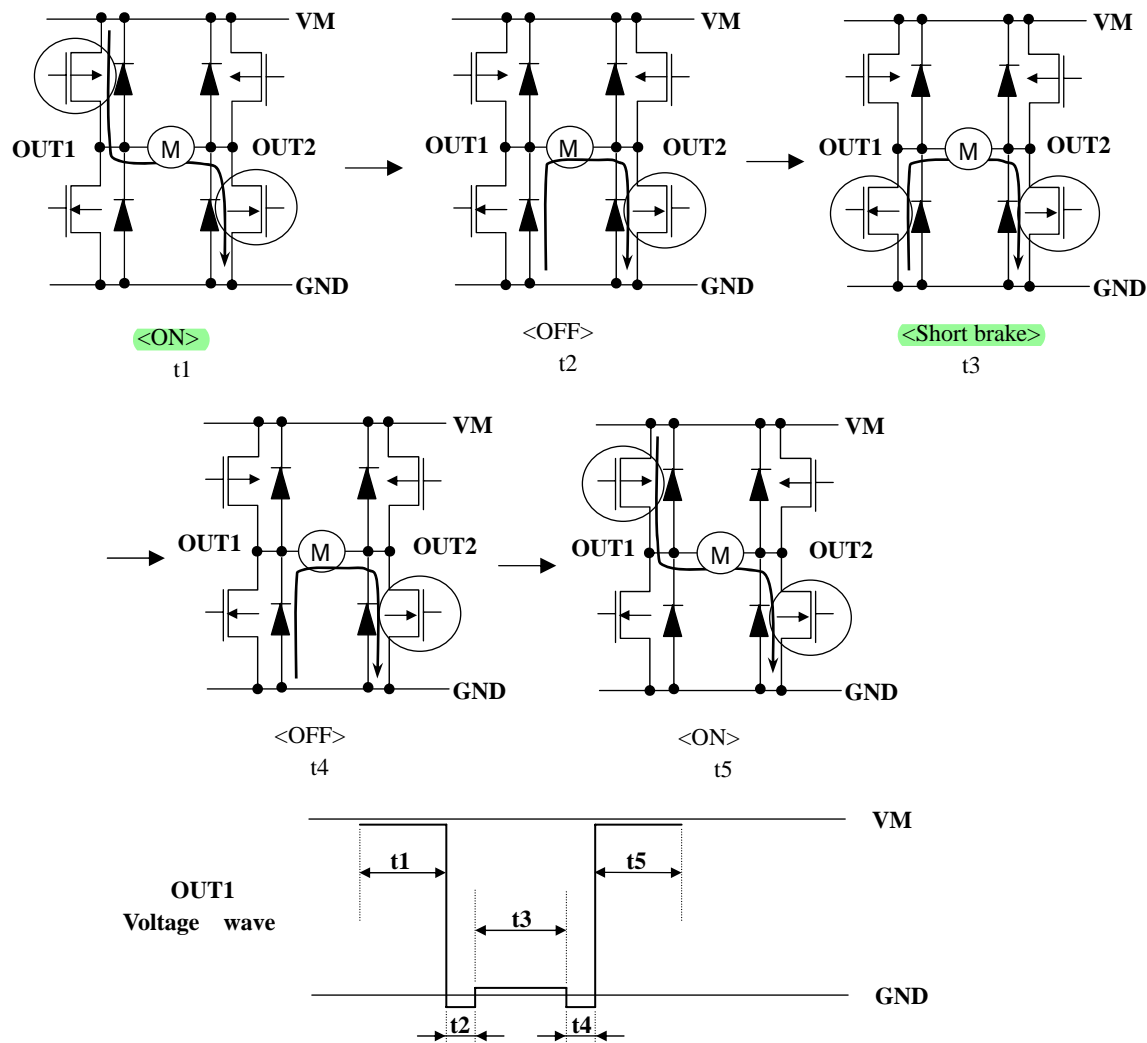 VM
VM
VM
OUT1 M OUT2
OUT1 M OUT2
OUT1 M OUT2
GND
GND
GND
<ON>
t1
<OFF>
t2
<Short brake>
t3
VM
VM
OUT1 M OUT2
OUT1 M OUT2
GND
GND
<OFF>
t4
<ON>
t5
VM
t1
t5
OUT1
Voltage wave
t3
GND
t2
t4